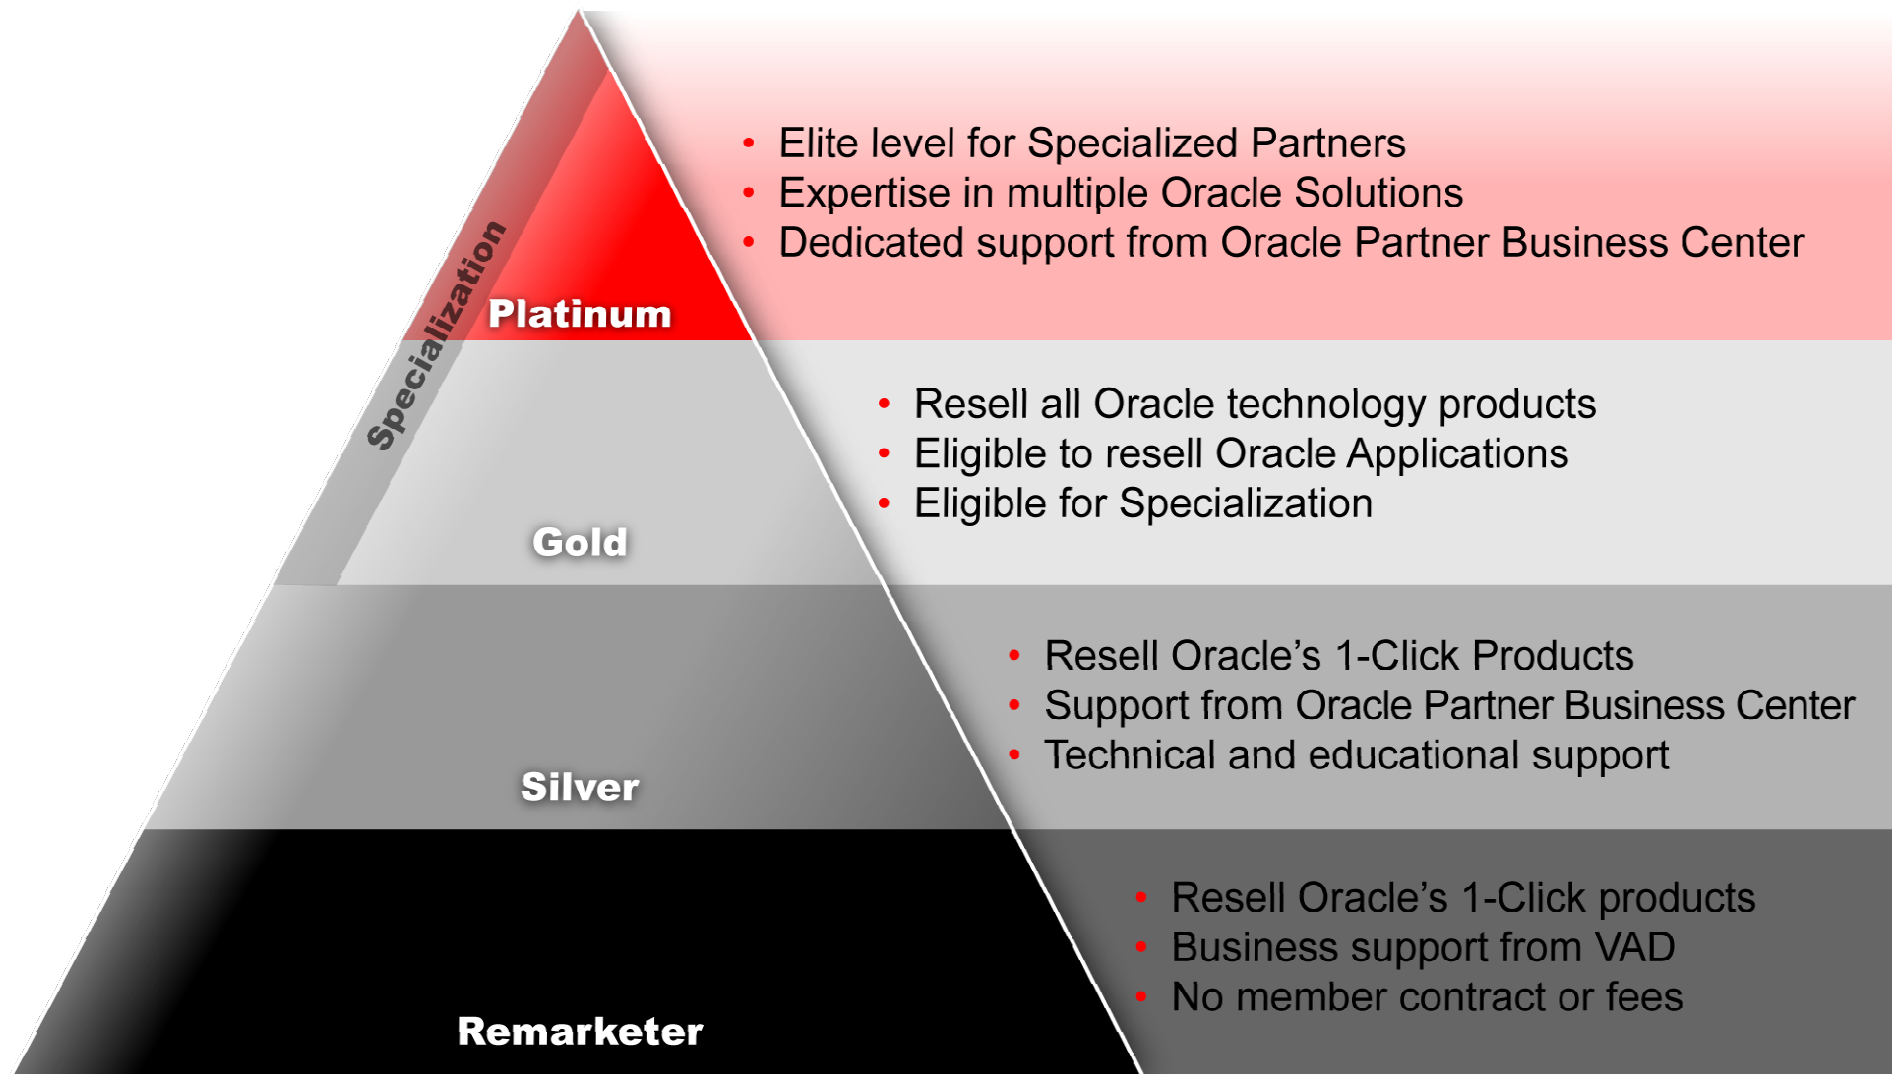 Specialization
Platinum
• Elite level for Specialized Partners
• Expertise in multiple Oracle Solutions
• Dedicated support from Oracle Partner Business Center
Gold
• Resell all Oracle technology products
• Eligible to resell Oracle Applications
• Eligible for Specialization
Silver
• Resell Oracle’s 1-Click Products
• Support from Oracle Partner Business Center
• Technical and educational support
Remarketer
• Resell Oracle’s 1-Click products
• Business support from VAD
• No member contract or fees